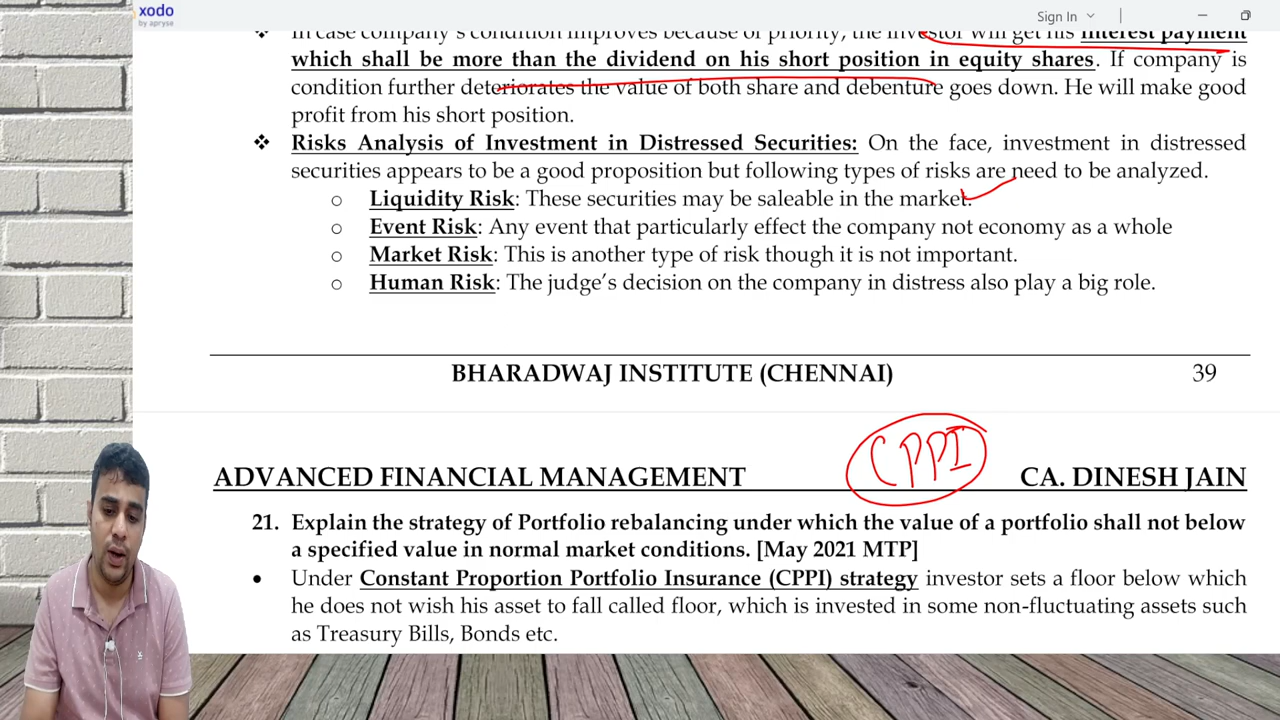 xodo
by apryse
Sign In
In case company's condition improves because of priority, the investor will get his interest payment
which shall be more than the dividend on his short position in equity shares. If company is
condition further deteriorates the value of both share and debenture goes down. He will make good
profit from his short position.
❖ Risks Analysis of Investment in Distressed Securities: On the face, investment in distressed
securities appears to be a good proposition but following types of risks are need to be analyzed.
o Liquidity Risk: These securities may be saleable in the market.
o Event Risk: Any event that particularly effect the company not economy as a whole
o Market Risk: This is another type of risk though it is not important.
o Human Risk: The judge's decision on the company in distress also play a big role.
BHARADWAJ INSTITUTE (CHENNAI) 39
CPPI
ADVANCED FINANCIAL MANAGEMENT CA. DINESH JAIN
21. Explain the strategy of Portfolio rebalancing under which the value of a portfolio shall not below
a specified value in normal market conditions. [May 2021 MTP]
• Under Constant Proportion Portfolio Insurance (CPPI) strategy investor sets a floor below which
he does not wish his asset to fall called floor, which is invested in some non-fluctuating assets such
as Treasury Bills, Bonds etc.